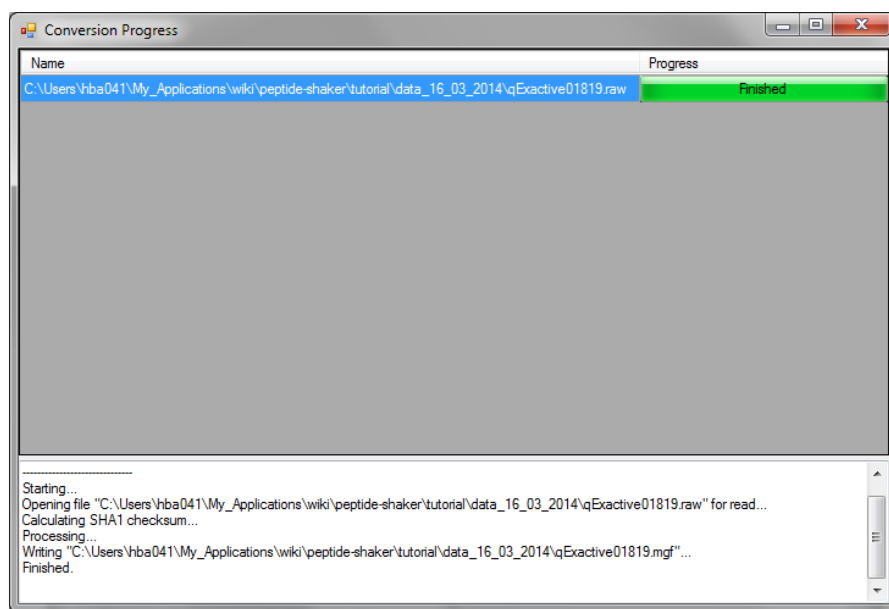 Conversion Progress
Name Progress
C:\Users\hba041\My_Applications\wiki\peptide-shaker\tutorial\data_16_03_2014\qExactive01819.raw Finished
------------------------------
Starting...
Opening file "C:\Users\hba041\My_Applications\wiki\peptide-shaker\tutorial\data_16_03_2014\qExactive01819.raw" for read...
Calculating SHA1 checksum...
Processing...
Writing "C:\Users\hba041\My_Applications\wiki\peptide-shaker\tutorial\data_16_03_2014\qExactive01819.mgf"...
Finished.